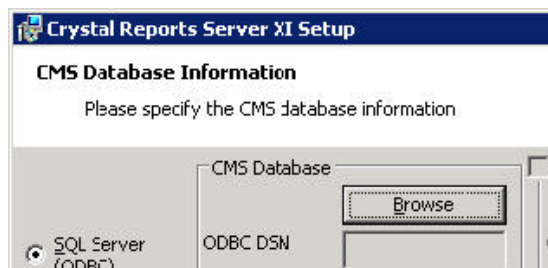 Crystal Reports Server XI Setup
CMS Database Information
Please specify the CMS database information
CMS Database
Browse
SQL Server
(ODBC)
ODBC DSN